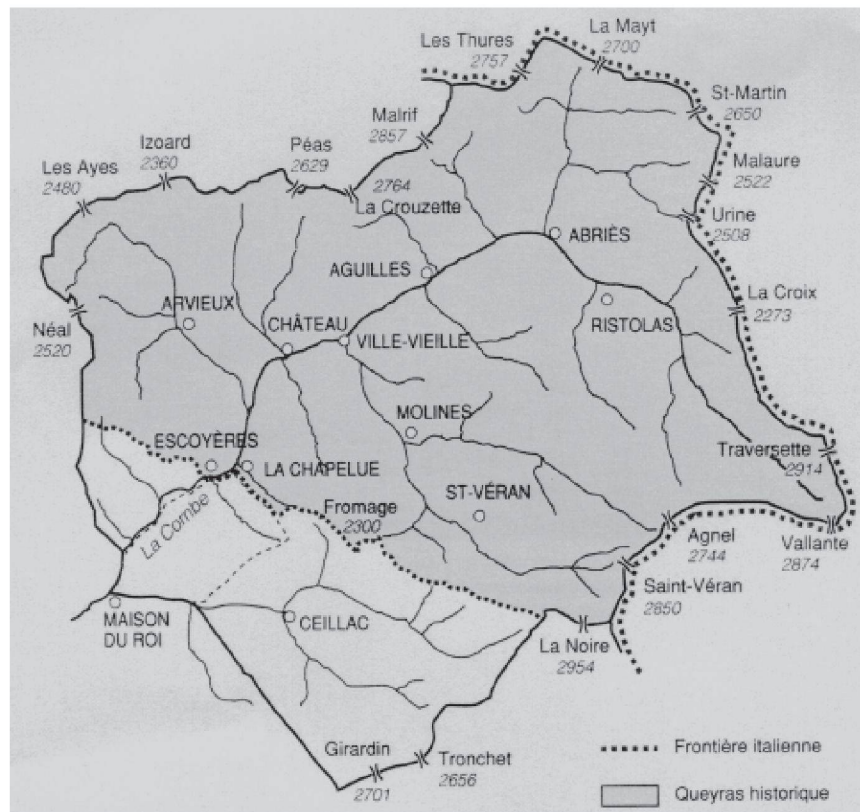 La Mayt
2700
Les Thures
2757
St-Martin
2650
Malrif
2857
Izoard
2360
Péas
2629
Les Ayes
2480
Malaure
2522
2764
La Crouzette
Urine
2508
ABRIÈS
AGUILLES
La Croix
2273
ARVIEUX
RISTOLAS
Néal
2520
CHÂTEAU
VILLE-VIEILLE
MOLINES
ESCOYÈRES
LA CHAPELUE
Traversette
2914
ST-VÉRAN
Fromage
2300
La Combe
Agnel
2744
Vallante
2874
Saint-Véran
2850
MAISON
DU ROI
CEILLAC
La Noire
2954
Girardin
2701
Tronchet
2656
Frontière italienne
Queyras historique